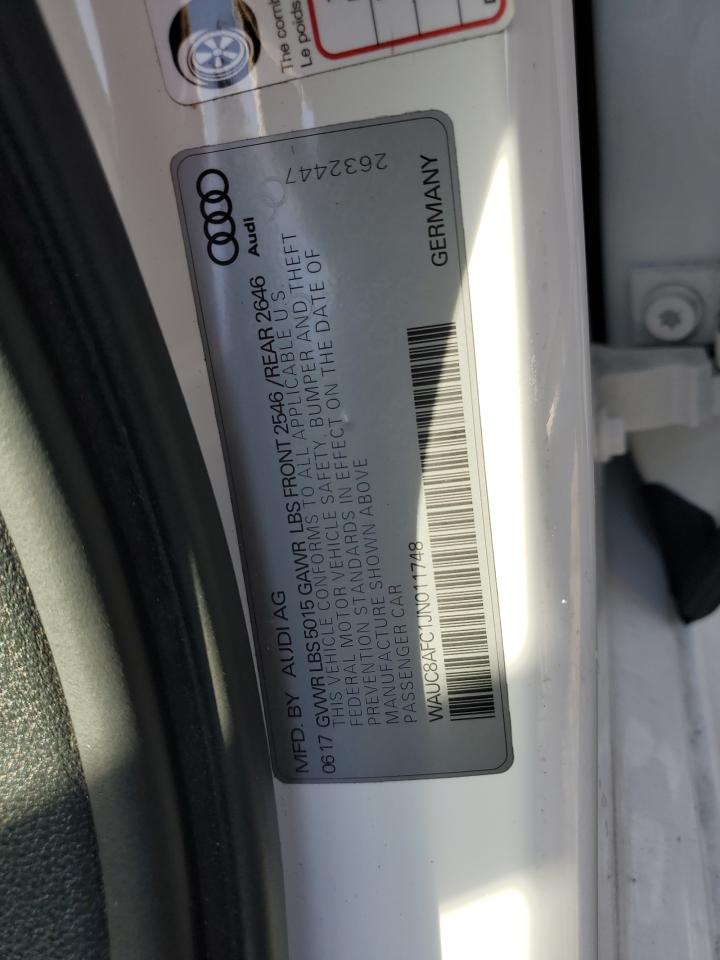 The comb
Le poids
Audi
2632447
MFD. BY AUDI AG
0617 GVWR LBS 5015 GAWR LBS FRONT 2546 /REAR 2646
THIS VEHICLE CONFORMS TO ALL APPLICABLE U.S.
FEDERAL MOTOR VEHICLE SAFETY, BUMPER AND THEFT
PREVENTION STANDARDS IN EFFECT ON THE DATE OF
MANUFACTURE SHOWN ABOVE
PASSENGER CAR
GERMANY
WAUC8AFC1JN011748